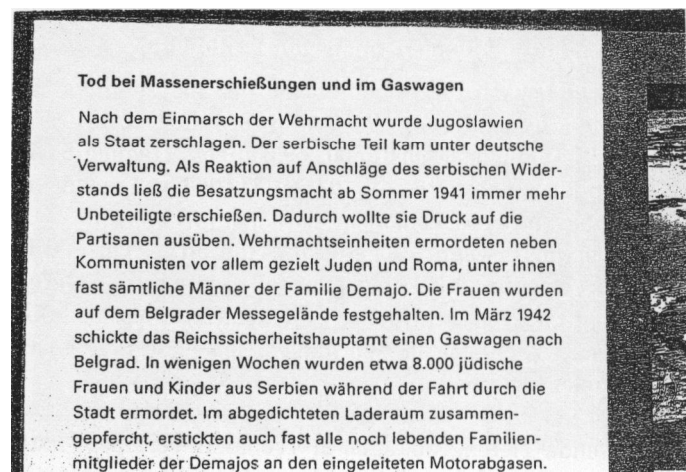 Tod bei Massenerschießungen und im Gaswagen
Nach dem Einmarsch der Wehrmacht wurde Jugoslawien
als Staat zerschlagen. Der serbische Teil kam unter deutsche
Verwaltung. Als Reaktion auf Anschläge des serbischen Wider-
stands ließ die Besatzungsmacht ab Sommer 1941 immer mehr
Unbeteiligte erschießen. Dadurch wollte sie Druck auf die
Partisanen ausüben. Wehrmachtseinheiten ermordeten neben
Kommunisten vor allem gezielt Juden und Roma, unter ihnen
fast sämtliche Männer der Familie Demajo. Die Frauen wurden
auf dem Belgrader Messegelände festgehalten. Im März 1942
schickte das Reichssicherheitshauptamt einen Gaswagen nach
Belgrad. In wenigen Wochen wurden etwa 8.000 jüdische
Frauen und Kinder aus Serbien während der Fahrt durch die
Stadt ermordet. Im abgedichteten Laderaum zusammen-
gepfercht, erstickten auch fast alle noch lebenden Familien-
mitglieder der Demajos an den eingeleiteten Motorabgasen.